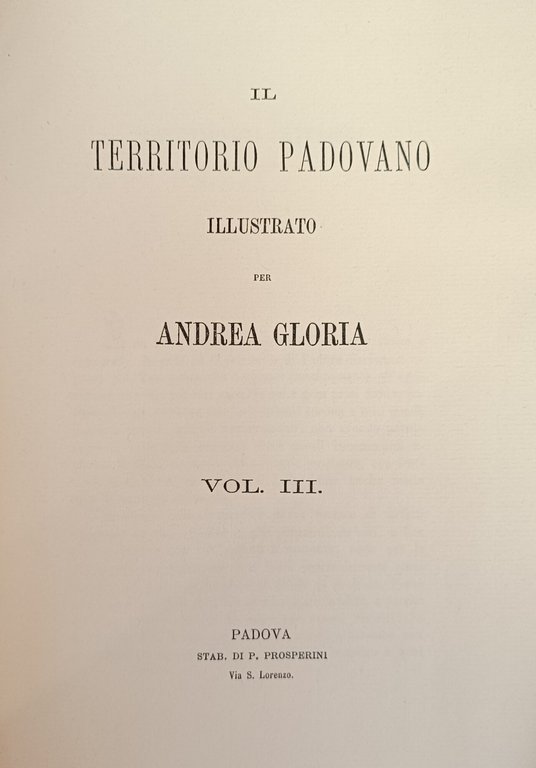 IL
TERRITORIO PADOVANO
ILLUSTRATO
PER
ANDREA GLORIA
VOL. III.
PADOVA
STAB. DI P. PROSPERINI
Via S. Lorenzo.